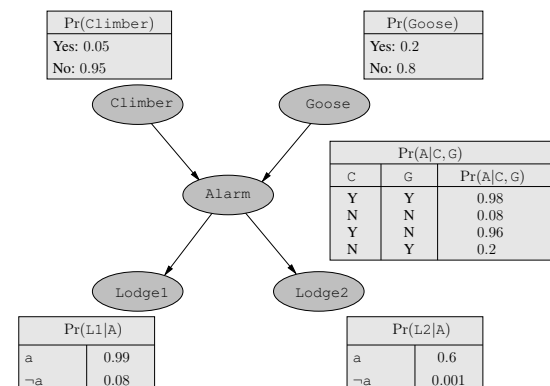 Pr(Climber)
Yes: 0.05
No: 0.95
Pr(Goose)
Yes: 0.2
No: 0.8
Climber
Goose
Alarm
Pr(A|C, G)
C G Pr(A|C, G)
Y Y 0.98
N N 0.08
Y N 0.96
N Y 0.2
Lodge1
Lodge2
Pr(L1|A)
a 0.99
¬a 0.08
Pr(L2|A)
a 0.6
¬a 0.001